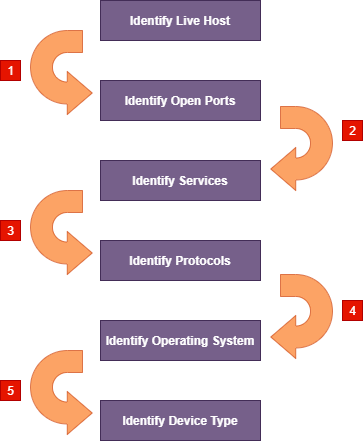 Identify Live Host
1
Identify Open Ports
2
Identify Services
3
Identify Protocols
4
Identify Operating System
5
Identify Device Type